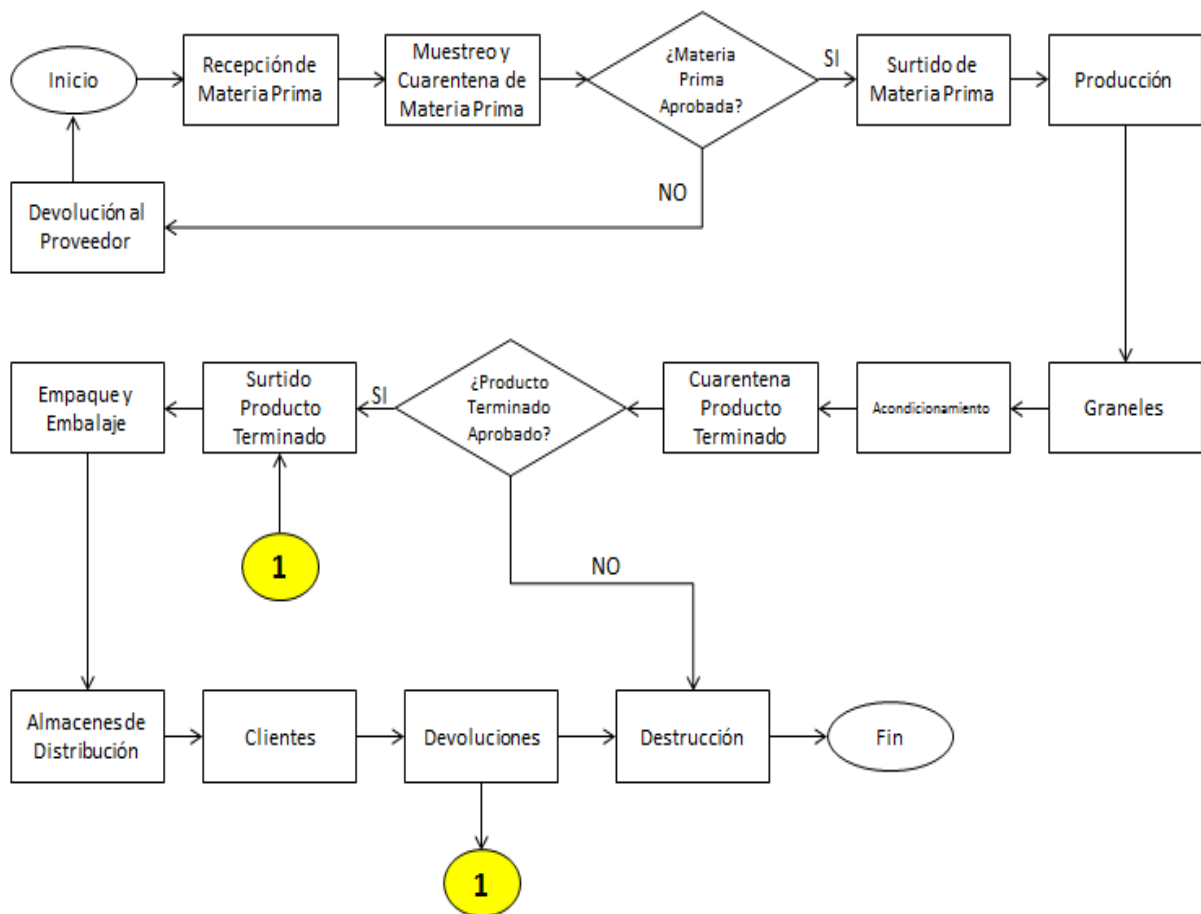 Inicio
Recepción de
Materia Prima
Muestreo y
Cuarentena de
Materia Prima
¿Materia
Prima
Aprobada?
SI
Surtido de
Materia Prima
Producción
NO
Devolución al
Proveedor
Empaque y
Embalaje
Surtido
Producto
Terminado
SI
¿Producto
Terminado
Aprobado?
Cuarentena
Producto
Terminado
Acondicionamiento
Graneles
1
NO
Almacenes de
Distribución
Clientes
Devoluciones
Destrucción
Fin
1